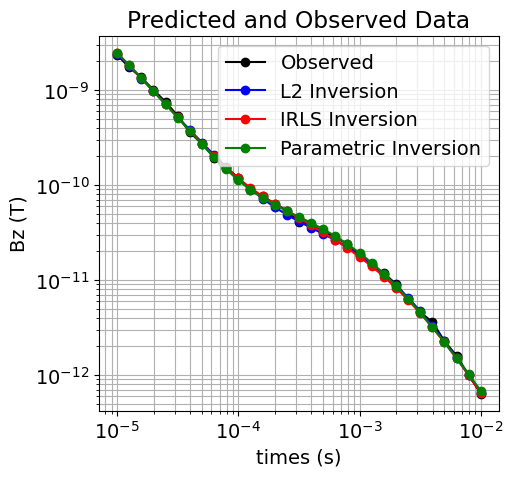 Predicted and Observed Data
Observed
L2 Inversion
IRLS Inversion
Parametric Inversion
Bz (T)
10⁻⁹
10⁻¹⁰
10⁻¹¹
10⁻¹²
10⁻⁵
10⁻⁴
10⁻³
10⁻²
times (s)